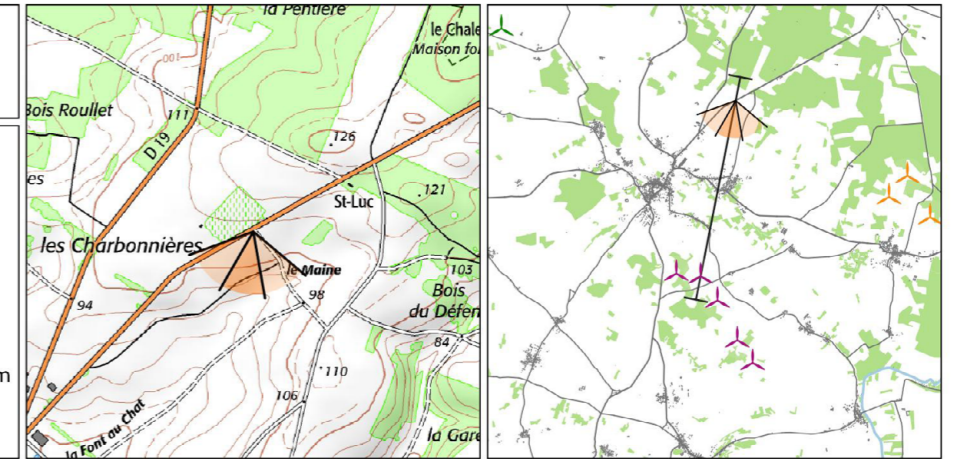 la Pentière
le Chale
Maison fo
001
Bois Roullet
111
D 19
126
es
121
St-Luc
les Charbonnières
le Maine
103
98
Bois
du Défen
94
84
m
110
106
la Font au Chat
la Gare